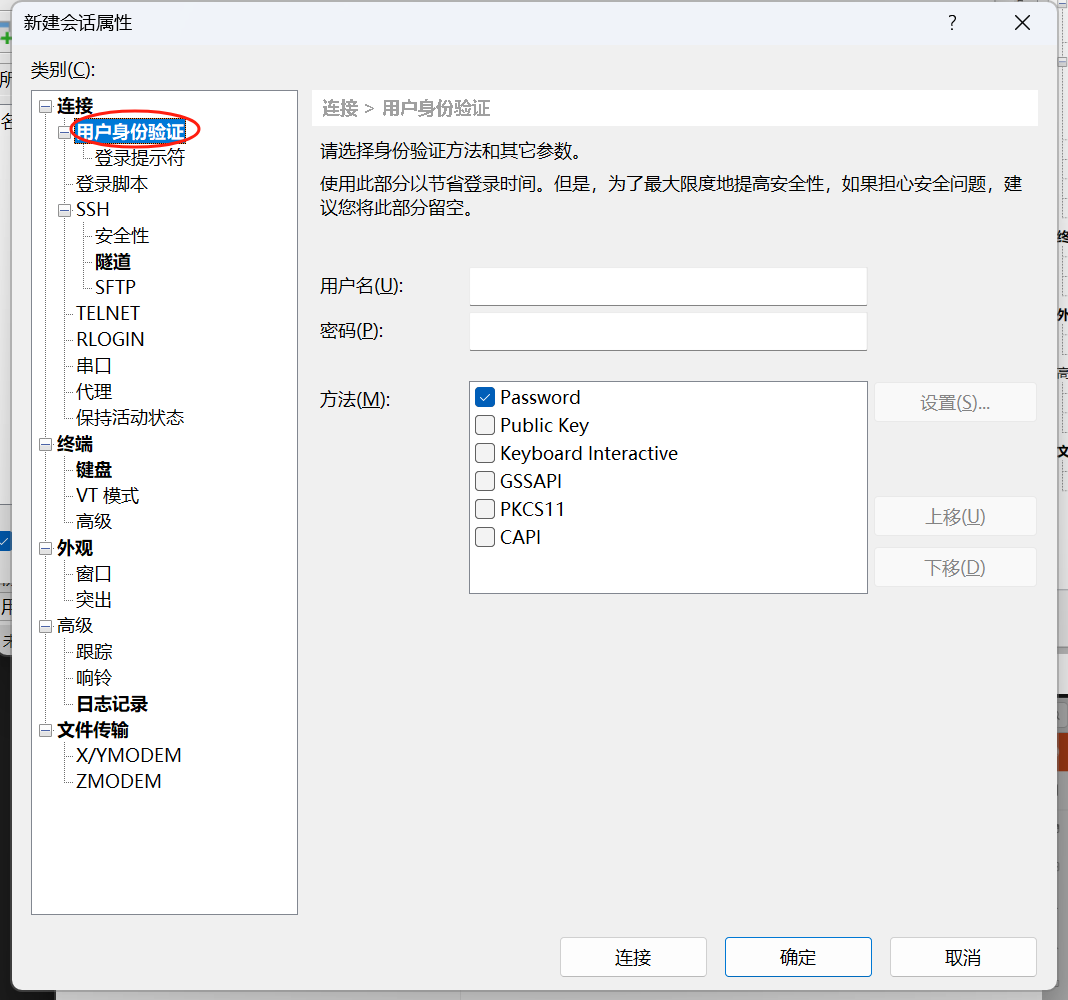 新建会话属性
?
类别(C):
连接
用户身份验证
登录提示符
登录脚本
SSH
安全性
隧道
SFTP
TELNET
RLOGIN
串口
代理
保持活动状态
终端
键盘
VT 模式
高级
外观
窗口
突出
高级
跟踪
响铃
日志记录
文件传输
X/YMODEM
ZMODEM
连接 > 用户身份验证
请选择身份验证方法和其它参数。
使用此部分以节省登录时间。但是，为了最大限度地提高安全性，如果担心安全问题，建
议您将此部分留空。
用户名(U):
密码(P):
方法(M):
Password
Public Key
Keyboard Interactive
GSSAPI
PKCS11
CAPI
设置(S)...
上移(U)
下移(D)
连接
确定
取消